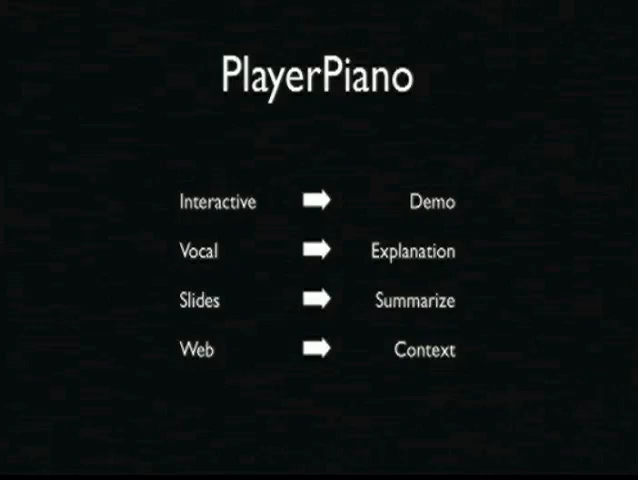 PlayerPiano
Interactive Demo
Vocal Explanation
Slides Summarize
Web Context